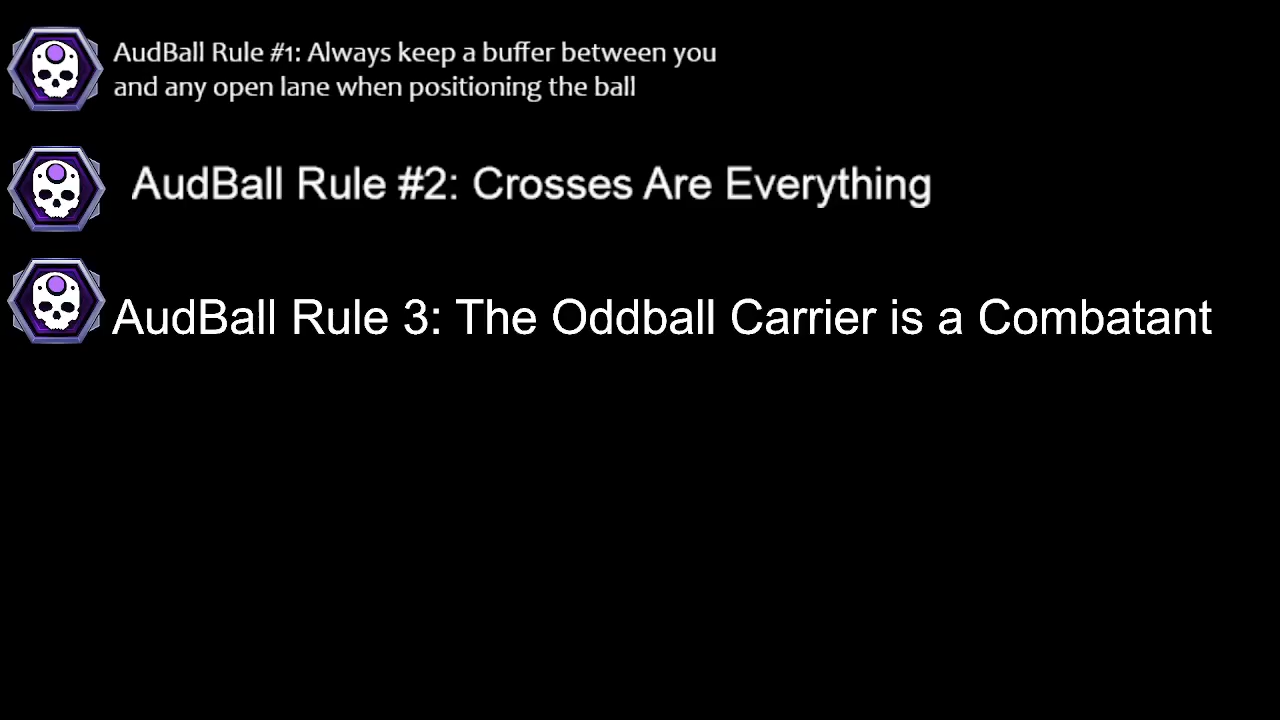 AudBall Rule #1: Always keep a buffer between you
and any open lane when positioning the ball
AudBall Rule #2: Crosses Are Everything
AudBall Rule 3: The Oddball Carrier is a Combatant